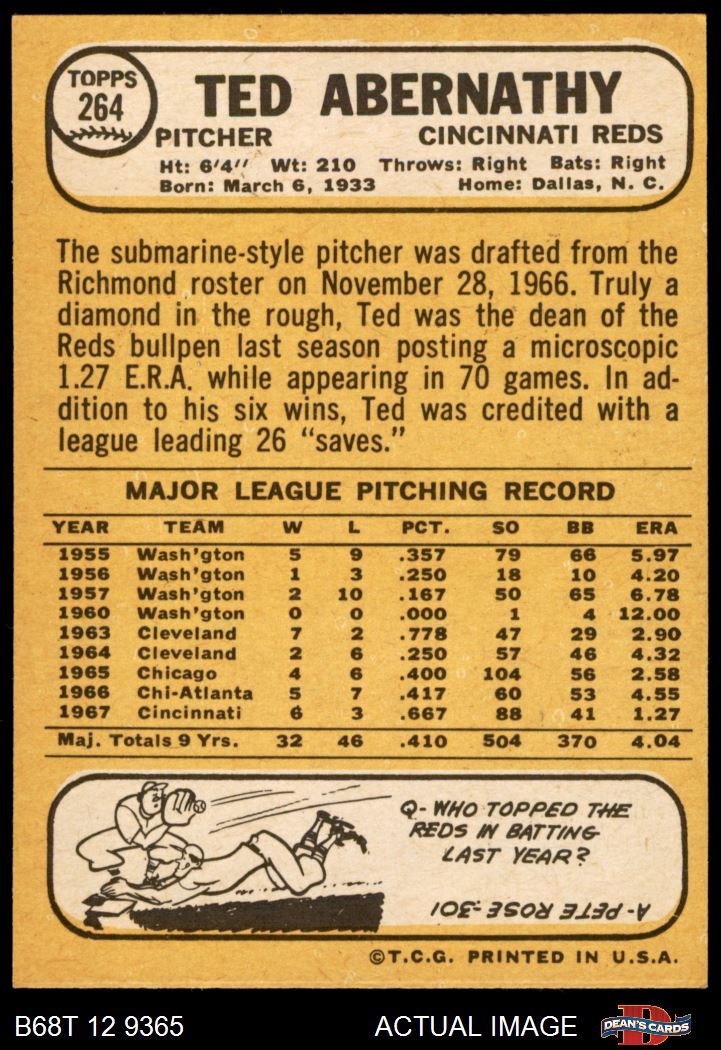 TOPPS
264
TED ABERNATHY
PITCHER CINCINNATI REDS
Ht: 6'4" Wt: 210 Throws: Right Bats: Right
Born: March 6, 1933 Home: Dallas, N. C.
The submarine-style pitcher was drafted from the
Richmond roster on November 28, 1966. Truly a
diamond in the rough, Ted was the dean of the
Reds bullpen last season posting a microscopic
1.27 E.R.A. while appearing in 70 games. In ad-
dition to his six wins, Ted was credited with a
league leading 26 "saves."
MAJOR LEAGUE PITCHING RECORD
YEAR TEAM W L PCT. SO BB ERA
1955 Wash'gton 5 9 .357 79 66 5.97
1956 Wash'gton 1 3 .250 18 10 4.20
1957 Wash'gton 2 10 .167 50 65 6.78
1960 Wash'gton 0 0 .000 1 4 12.00
1963 Cleveland 7 2 .778 47 29 2.90
1964 Cleveland 2 6 .250 57 46 4.32
1965 Chicago 4 6 .400 104 56 2.58
1966 Chi-Atlanta 5 7 .417 60 53 4.55
1967 Cincinnati 6 3 .667 88 41 1.27
Maj. Totals 9 Yrs. 32 46 .410 504 370 4.04
Q- WHO TOPPED THE
REDS IN BATTING
LAST YEAR?
A- PETE ROSE-.301
©T.C.G. PRINTED IN U.S.A.
B68T 12 9365 ACTUAL IMAGE D DEAN'S CARDS